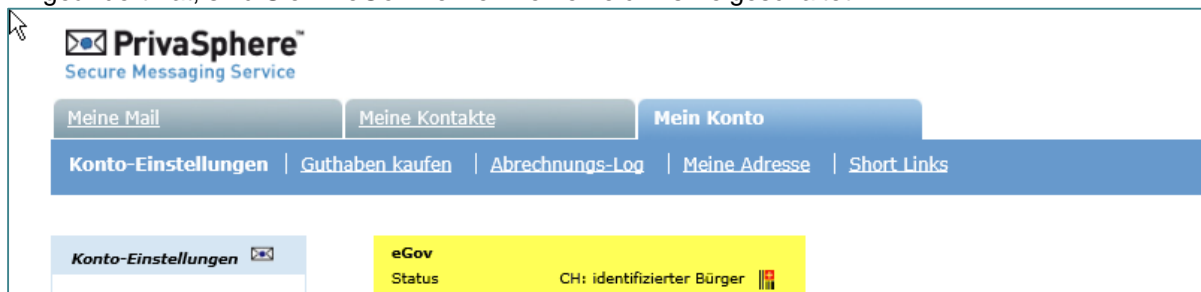 PrivaSphere™
Secure Messaging Service
Meine Mail Meine Kontakte Mein Konto
Konto-Einstellungen | Guthaben kaufen | Abrechnungs-Log | Meine Adresse | Short Links
Konto-Einstellungen
eGov
Status CH: identifizierter Bürger